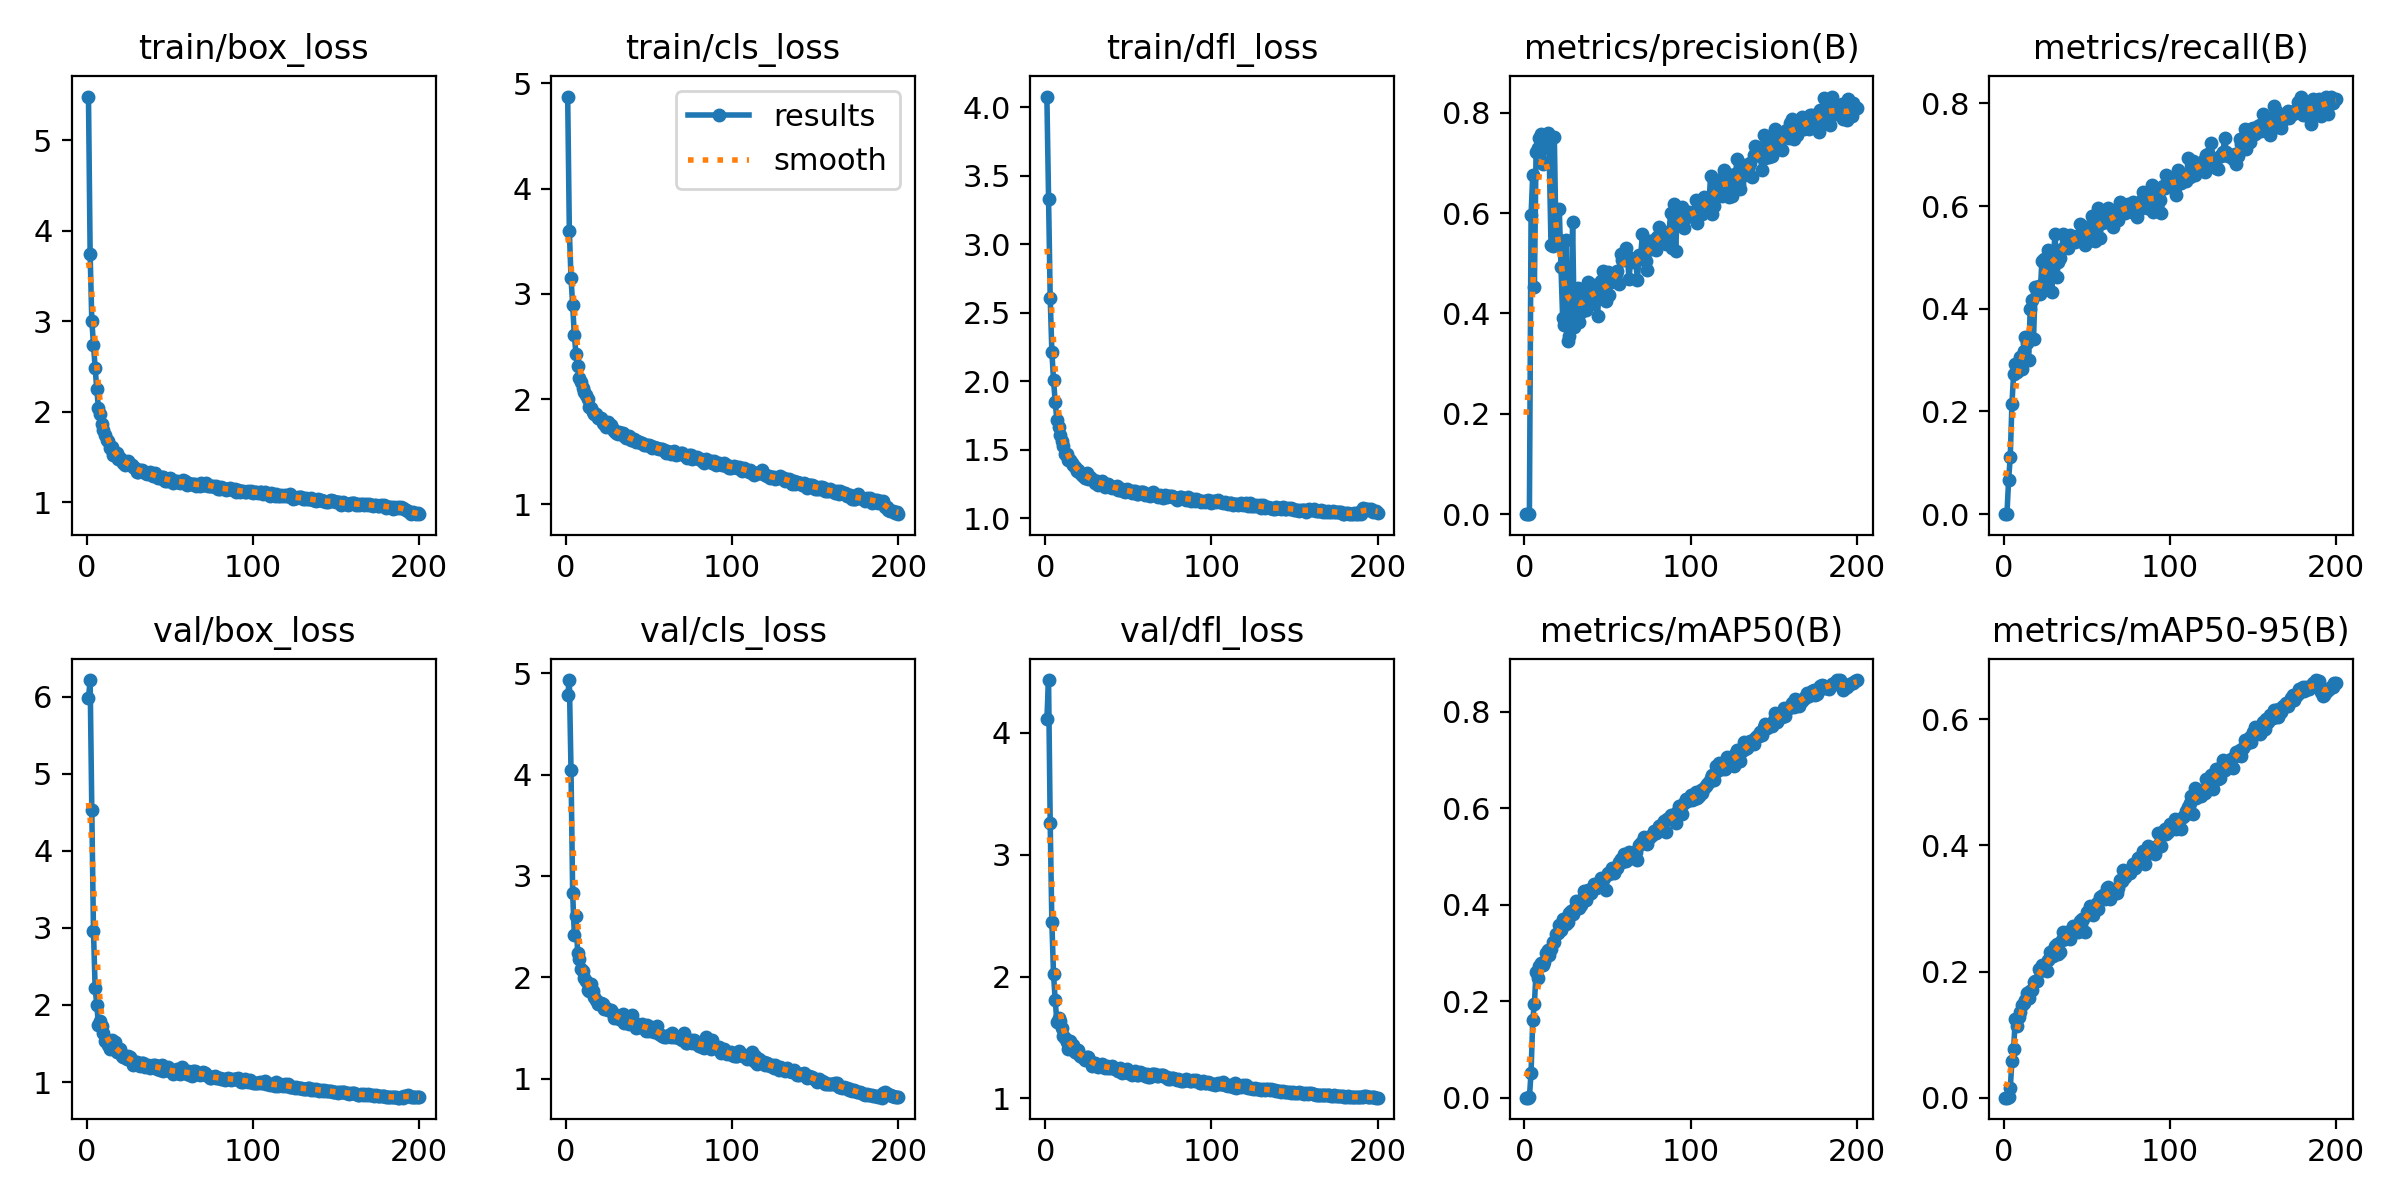 train/box_loss
5
4
3
2
1
0 100 200
train/cls_loss
results
smooth
5
4
3
2
1
0 100 200
train/dfl_loss
4.0
3.5
3.0
2.5
2.0
1.5
1.0
0 100 200
metrics/precision(B)
0.8
0.6
0.4
0.2
0.0
0 100 200
metrics/recall(B)
0.8
0.6
0.4
0.2
0.0
0 100 200
val/box_loss
6
5
4
3
2
1
0 100 200
val/cls_loss
5
4
3
2
1
0 100 200
val/dfl_loss
4
3
2
1
0 100 200
metrics/mAP50(B)
0.8
0.6
0.4
0.2
0.0
0 100 200
metrics/mAP50-95(B)
0.6
0.4
0.2
0.0
0 100 200